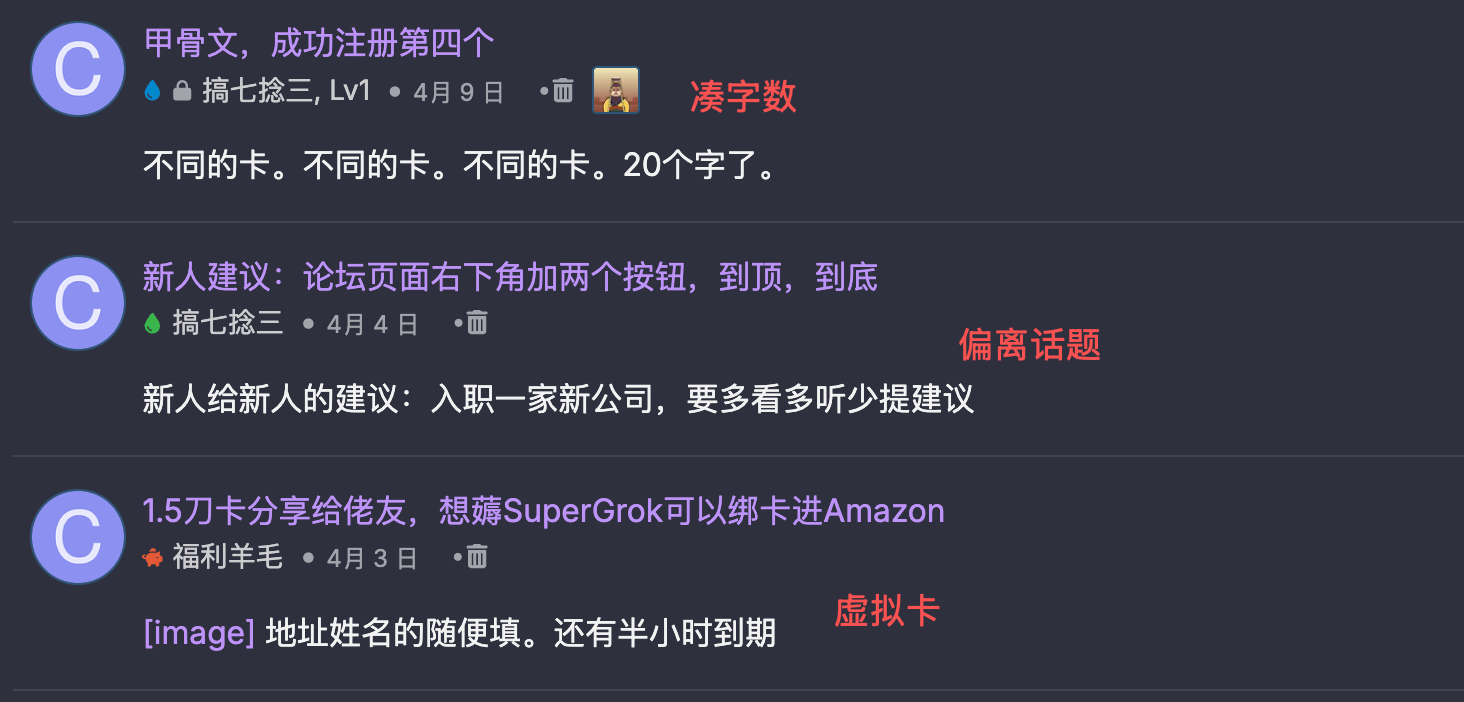 C
甲骨文，成功注册第四个
搞七捻三, Lv1 • 4月 9 日 •
凑字数
不同的卡。不同的卡。不同的卡。20个字了。
C
新人建议：论坛页面右下角加两个按钮，到顶，到底
搞七捻三 • 4月 4 日 •
偏离话题
新人给新人的建议：入职一家新公司，要多看多听少提建议
C
1.5刀卡分享给佬友，想薅SuperGrok可以绑卡进Amazon
福利羊毛 • 4月 3 日 •
虚拟卡
[image] 地址姓名的随便填。还有半小时到期